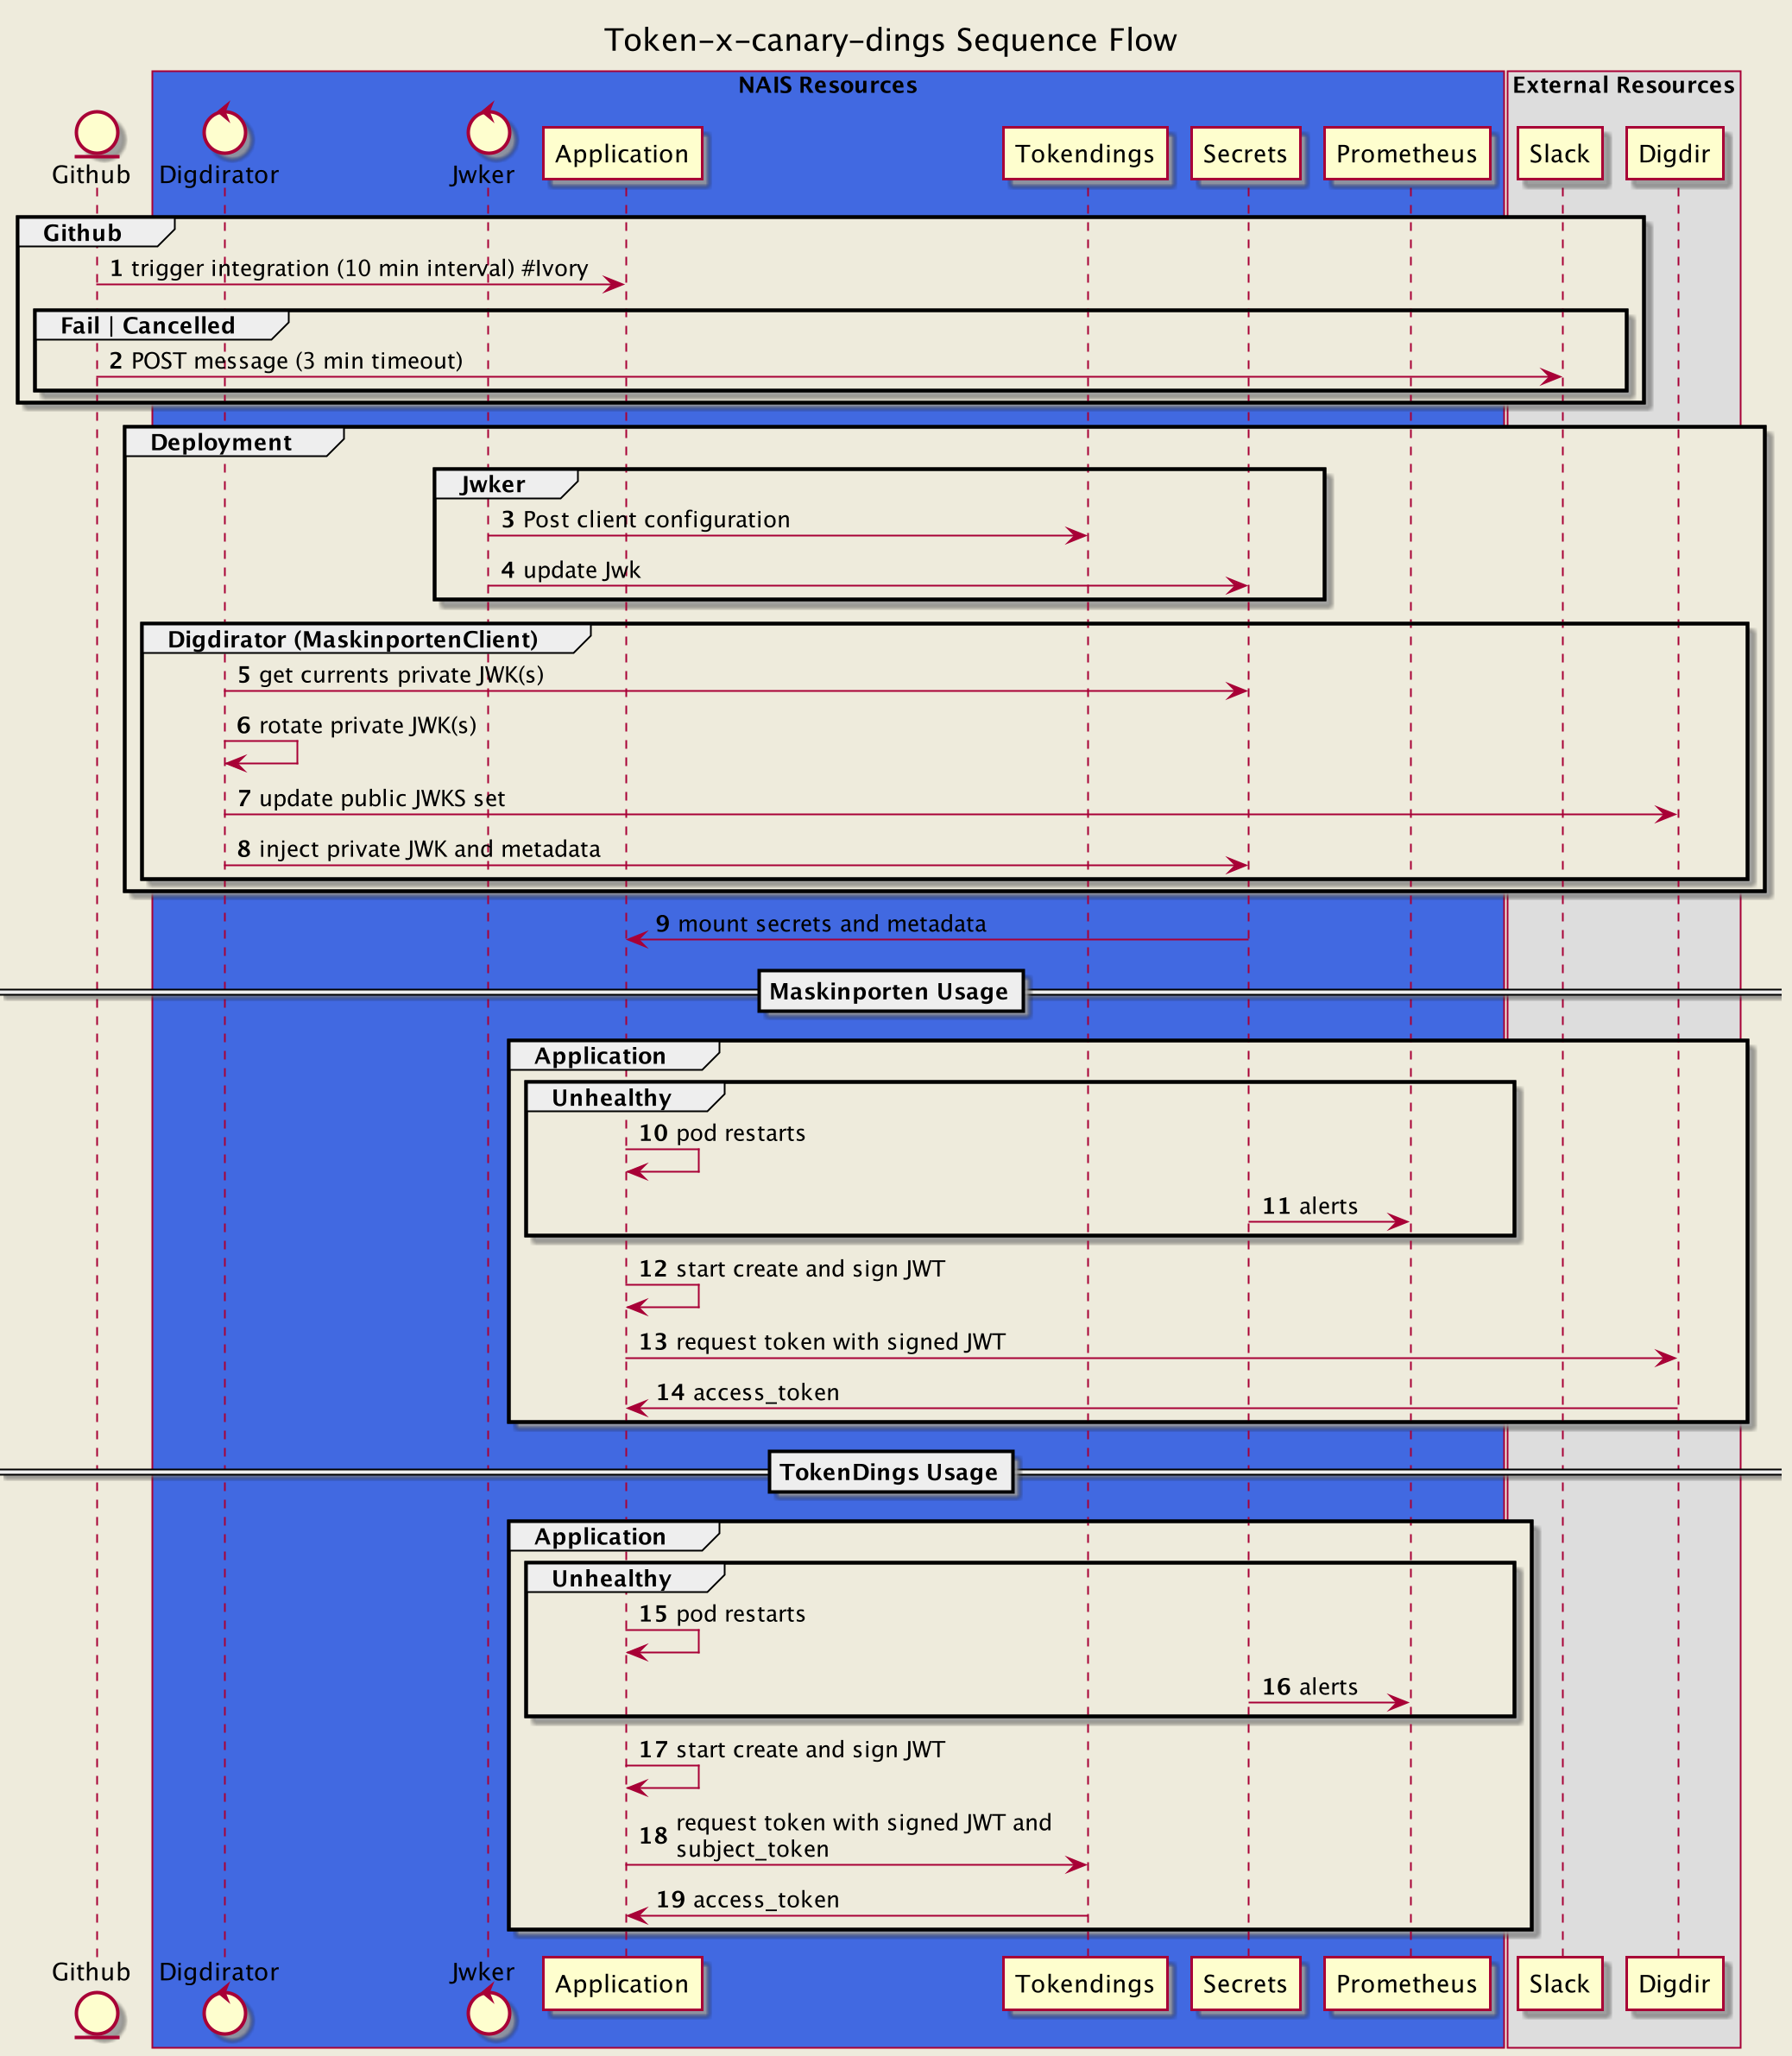 Token-x-canary-dings Sequence Flow
NAIS Resources
External Resources
Github
Digdirator
Jwker
Application
Tokendings
Secrets
Prometheus
Slack
Digdir
Github
1 trigger integration (10 min interval) #Ivory
Fail | Cancelled
2 POST message (3 min timeout)
Deployment
Jwker
3 Post client configuration
4 update Jwk
Digdirator (MaskinportenClient)
5 get currents private JWK(s)
6 rotate private JWK(s)
7 update public JWKS set
8 inject private JWK and metadata
9 mount secrets and metadata
Maskinporten Usage
Application
Unhealthy
10 pod restarts
11 alerts
12 start create and sign JWT
13 request token with signed JWT
14 access_token
TokenDings Usage
Application
Unhealthy
15 pod restarts
16 alerts
17 start create and sign JWT
18 request token with signed JWT and
subject_token
19 access_token
Github
Digdirator
Jwker
Application
Tokendings
Secrets
Prometheus
Slack
Digdir